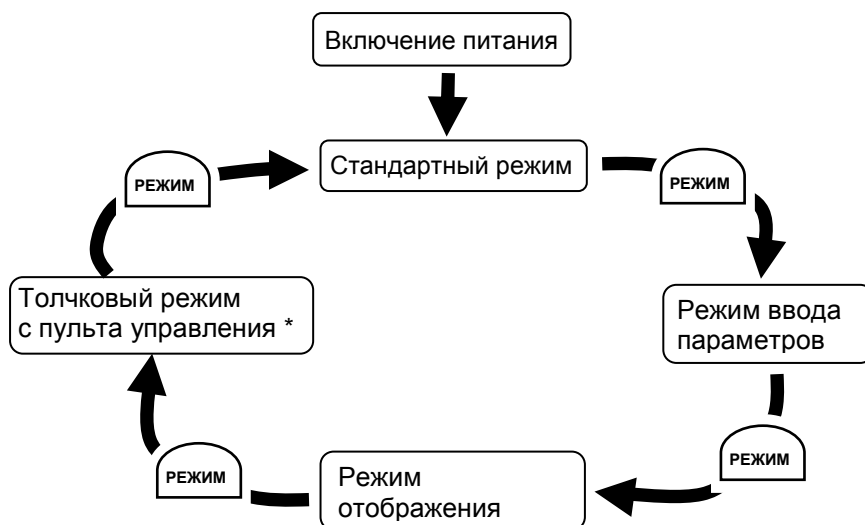 Включение питания
Стандартный режим
РЕЖИМ
РЕЖИМ
Толчковый режим
с пульта управления *
Режим ввода
параметров
РЕЖИМ
РЕЖИМ
Режим
отображения